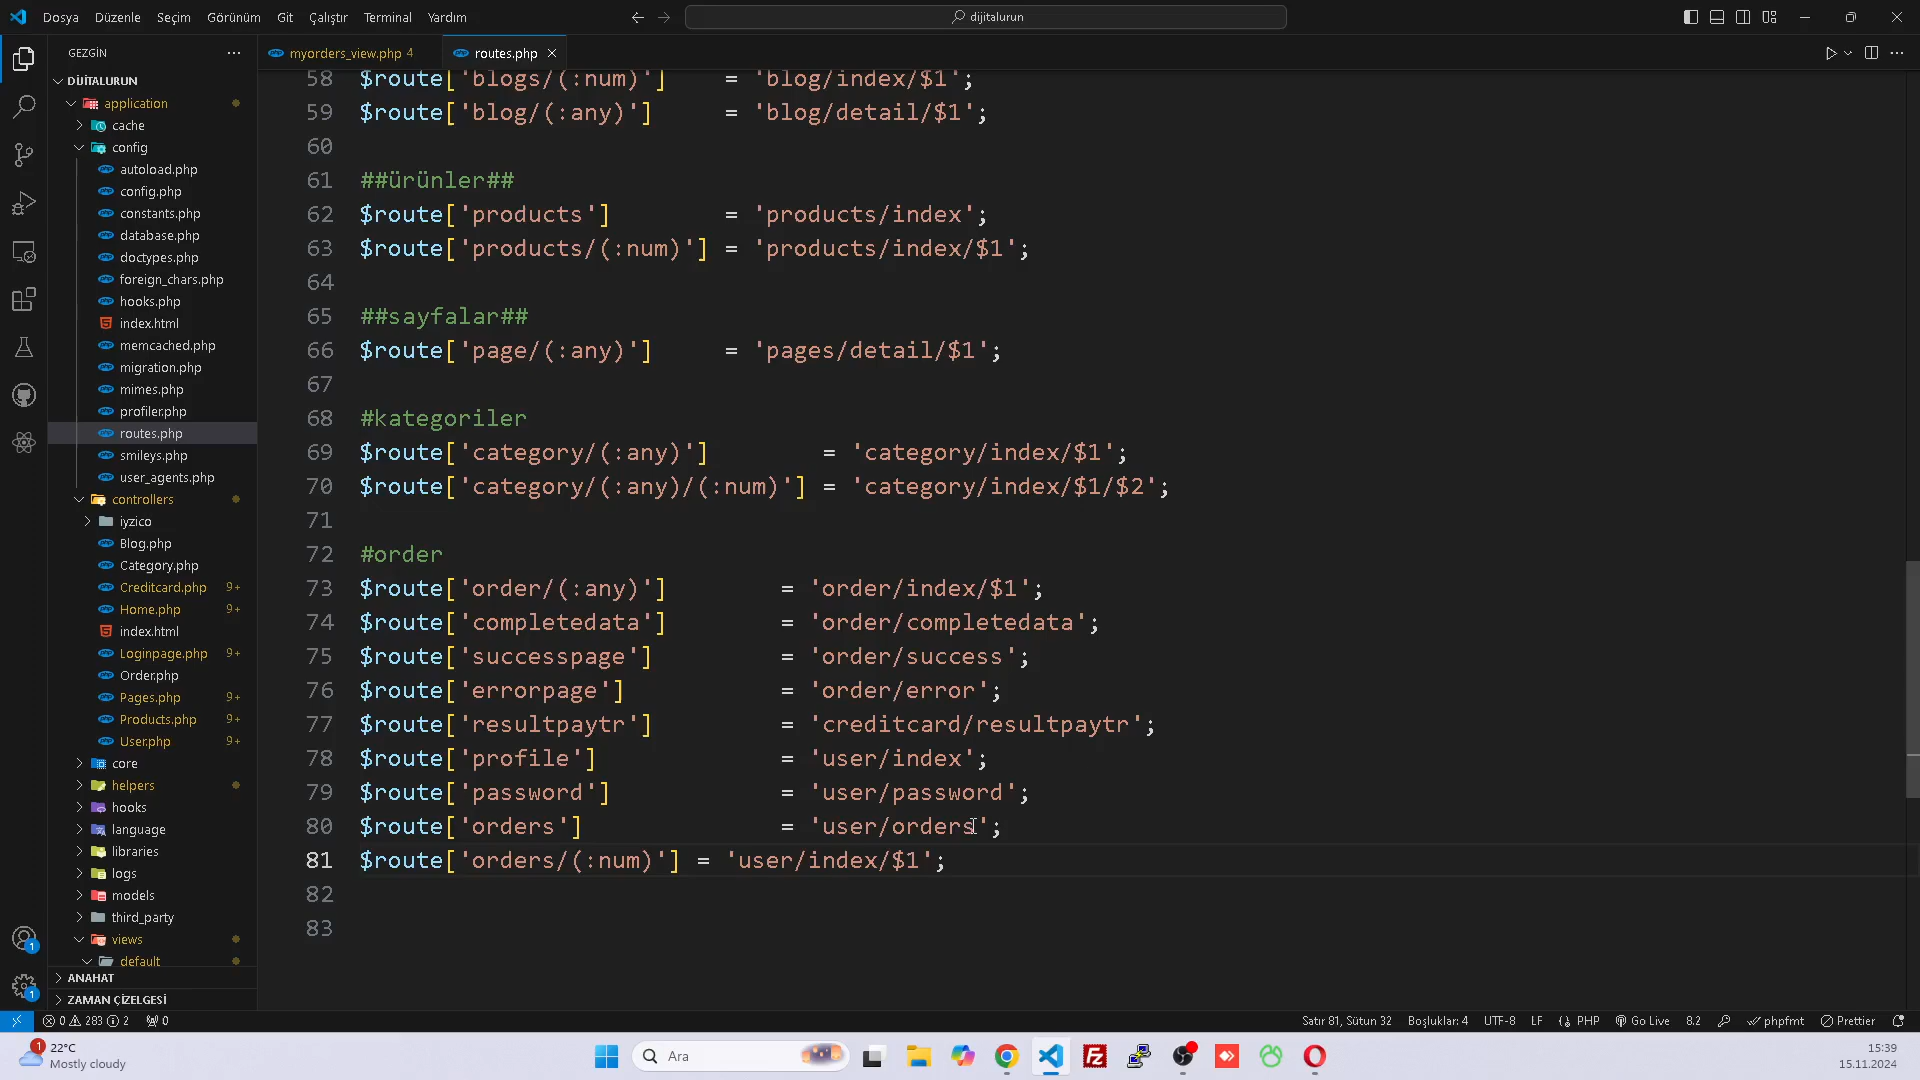 Dosya Düzenle Seçim Görünüm Git Çalıştır Terminal Yardım
dijitalurun
GEZGİN
myorders_view.php 4
routes.php
DİJİTALURUN
application
cache
config
autoload.php
config.php
constants.php
database.php
doctypes.php
foreign_chars.php
hooks.php
index.html
memcached.php
migration.php
mimes.php
profiler.php
routes.php
smileys.php
user_agents.php
controllers
iyzico
Blog.php
Category.php
Creditcard.php 9+
Home.php 9+
index.html
Loginpage.php 9+
Order.php
Pages.php 9+
Products.php 9+
User.php 9+
core
helpers
hooks
language
libraries
logs
models
third_party
views
default
ANAHAT
ZAMAN ÇİZELGESİ
58 $route['blogs/(:num)'] = 'blog/index/$1';
59 $route['blog/(:any)'] = 'blog/detail/$1';
60
61 ##ürünler##
62 $route['products'] = 'products/index';
63 $route['products/(:num)'] = 'products/index/$1';
64
65 ##sayfalar##
66 $route['page/(:any)'] = 'pages/detail/$1';
67
68 #kategoriler
69 $route['category/(:any)'] = 'category/index/$1';
70 $route['category/(:any)/(:num)'] = 'category/index/$1/$2';
71
72 #order
73 $route['order/(:any)'] = 'order/index/$1';
74 $route['completedata'] = 'order/completedata';
75 $route['successpage'] = 'order/success';
76 $route['errorpage'] = 'order/error';
77 $route['resultpaytr'] = 'creditcard/resultpaytr';
78 $route['profile'] = 'user/index';
79 $route['password'] = 'user/password';
80 $route['orders'] = 'user/orders';
81 $route['orders/(:num)'] = 'user/index/$1';
82
83
1
1
0 283 2 0
Satır 81, Sütun 32 Boşluklar: 4 UTF-8 LF PHP Go Live 8.2 phpfmt Prettier
1
22°C
Mostly cloudy
Ara
15:39
15.11.2024